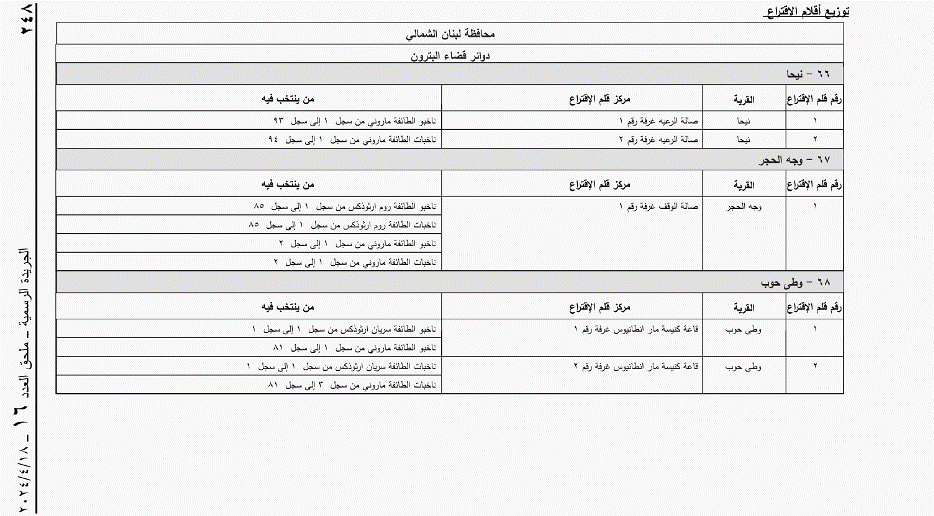 توزيع أقلام الاقتراع
٢٤٨
محافظة لبنان الشمالي
دوائر قضاء البترون
٦٦ - نيحا
رقم قلم الإقتراع القرية مركز قلم الإقتراع من ينتخب فيه
١ نيحا صالة الرعيه غرفة رقم ١ ناخبو الطائفة ماروني من سجل ١ إلى سجل ٩٣
٢ نيحا صالة الرعيه غرفة رقم ٢ ناخبات الطائفة ماروني من سجل ١ إلى سجل ٩٤
٦٧ - وجه الحجر
رقم قلم الإقتراع القرية مركز قلم الإقتراع من ينتخب فيه
١ وجه الحجر صالة الوقف غرفة رقم ١ ناخبو الطائفة روم ارثوذكس من سجل ١ إلى سجل ٨٥
ناخبات الطائفة روم ارثوذكس من سجل ١ إلى سجل ٨٥
ناخبو الطائفة ماروني من سجل ١ إلى سجل ٢
ناخبات الطائفة ماروني من سجل ١ إلى سجل ٢
٦٨ - وطى حوب
رقم قلم الإقتراع القرية مركز قلم الإقتراع من ينتخب فيه
١ وطى حوب قاعة كنيسة مار انطانيوس غرفة رقم ١ ناخبو الطائفة سريان ارثوذكس من سجل ١ إلى سجل ١
ناخبو الطائفة ماروني من سجل ١ إلى سجل ٨١
٢ وطى حوب قاعة كنيسة مار انطانيوس غرفة رقم ٢ ناخبات الطائفة سريان ارثوذكس من سجل ١ إلى سجل ١
ناخبات الطائفة ماروني من سجل ٣ إلى سجل ٨١
الجريدة الرسمية ـ ملحق العدد ١٦ ـ ٢٠٢٤/٤/١٨